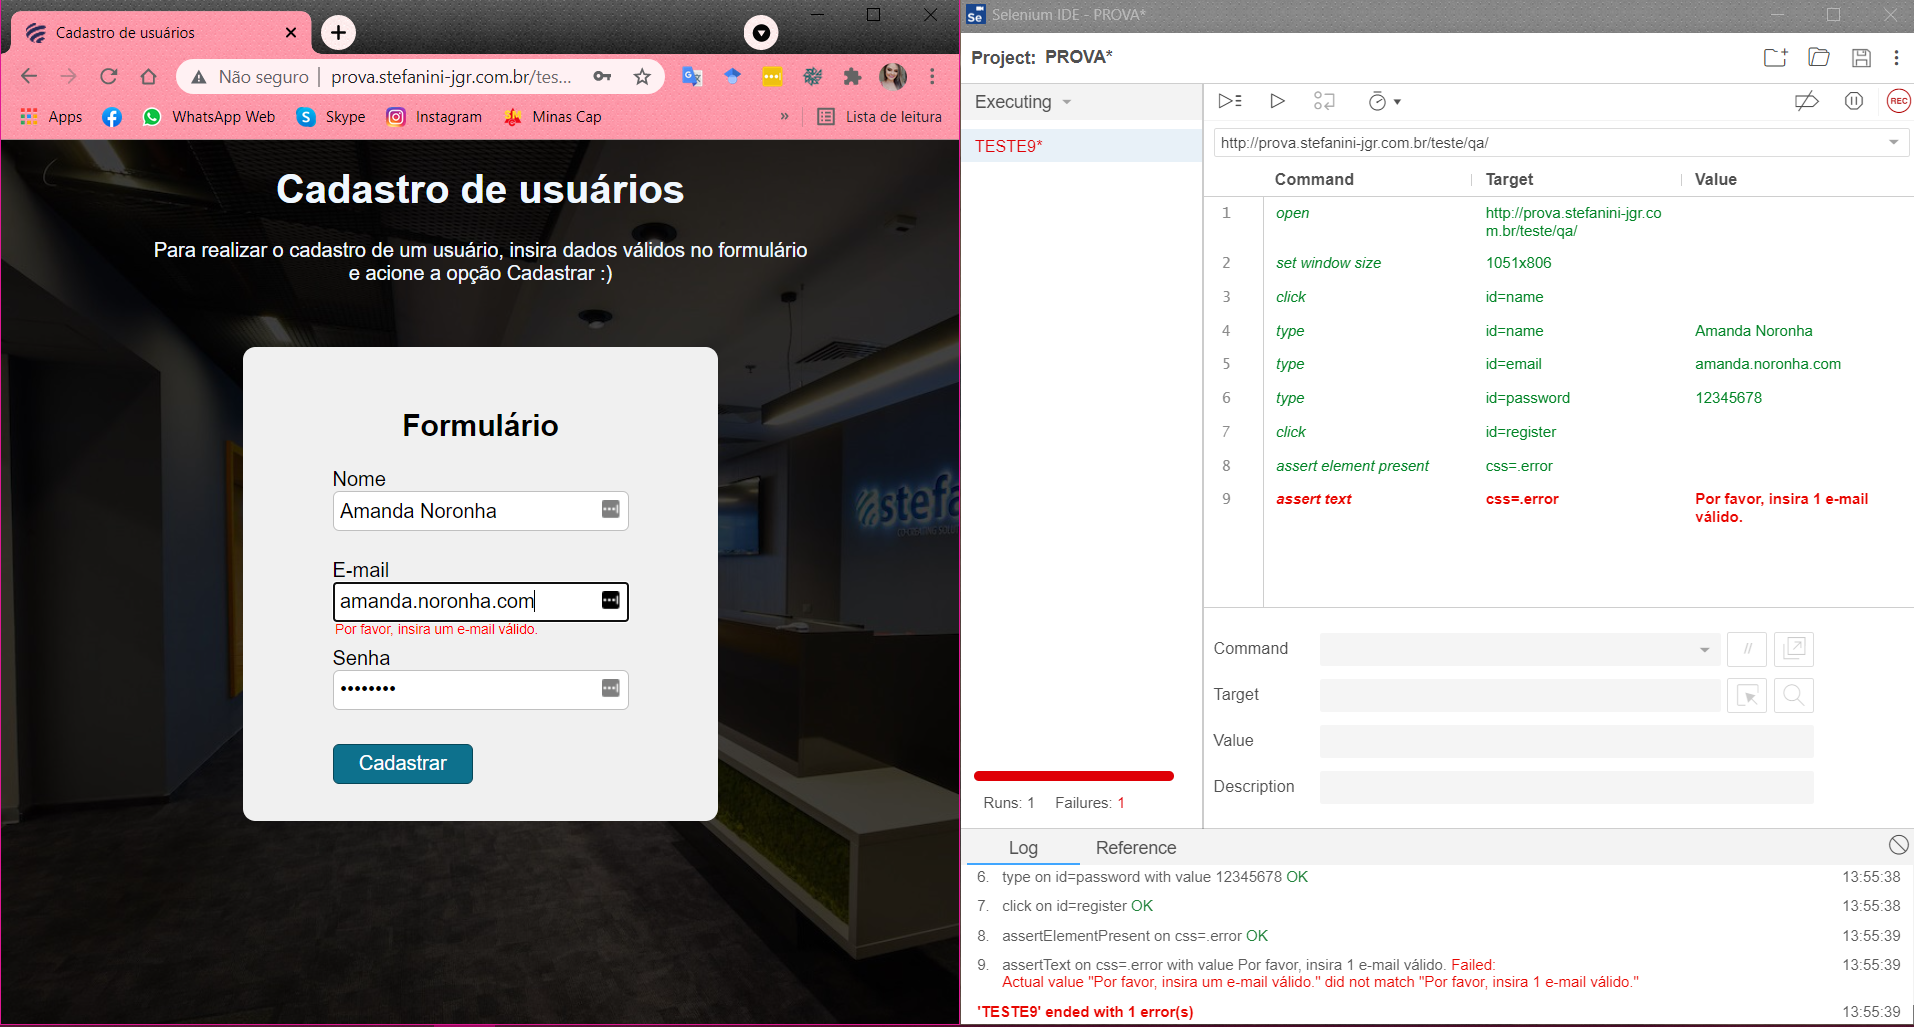 Cadastro de usuários
Não seguro
prova.stefanini-jgr.com.br/tes...
Apps
WhatsApp Web
Skype
Instagram
Minas Cap
»
Lista de leitura
Cadastro de usuários
Para realizar o cadastro de um usuário, insira dados válidos no formulário
e acione a opção Cadastrar :)
stefa
Formulário
Nome
Amanda Noronha
E-mail
amanda.noronha.com
Por favor, insira um e-mail válido.
Senha
••••••••
Cadastrar
Se
Selenium IDE - PROVA*
Project: PROVA*
Executing
REC
TESTE9*
http://prova.stefanini-jgr.com.br/teste/qa/
Command Target Value
1 open http://prova.stefanini-jgr.co
m.br/teste/qa/
2 set window size 1051x806
3 click id=name
4 type id=name Amanda Noronha
5 type id=email amanda.noronha.com
6 type id=password 12345678
7 click id=register
8 assert element present css=.error
9 assert text css=.error Por favor, insira 1 e-mail
válido.
Command //
Target
Value
Description
Runs: 1 Failures: 1
Log Reference
6. type on id=password with value 12345678 OK 13:55:38
7. click on id=register OK 13:55:38
8. assertElementPresent on css=.error OK 13:55:39
9. assertText on css=.error with value Por favor, insira 1 e-mail válido. Failed: 13:55:39
Actual value "Por favor, insira um e-mail válido." did not match "Por favor, insira 1 e-mail válido."
'TESTE9' ended with 1 error(s) 13:55:39